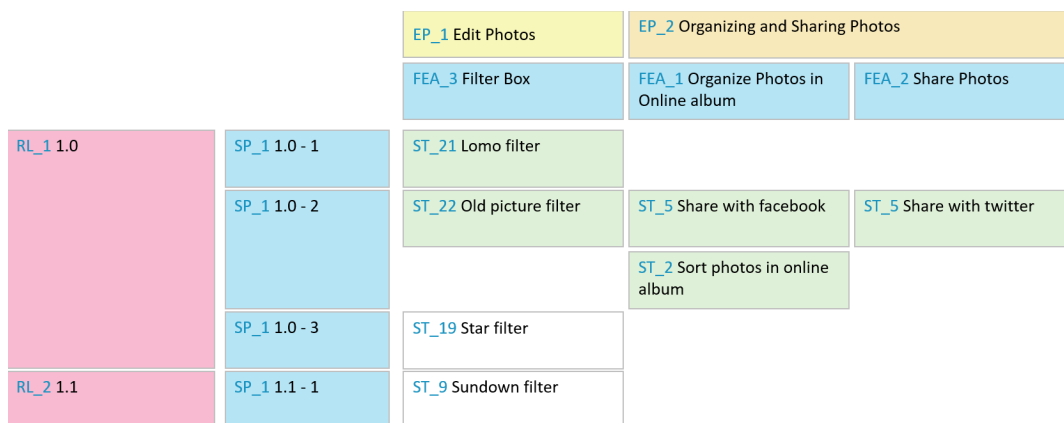 EP_1 Edit Photos
EP_2 Organizing and Sharing Photos
FEA_3 Filter Box
FEA_1 Organize Photos in
Online album
FEA_2 Share Photos
RL_1 1.0
SP_1 1.0 - 1
ST_21 Lomo filter
SP_1 1.0 - 2
ST_22 Old picture filter
ST_5 Share with facebook
ST_5 Share with twitter
ST_2 Sort photos in online
album
SP_1 1.0 - 3
ST_19 Star filter
RL_2 1.1
SP_1 1.1 - 1
ST_9 Sundown filter